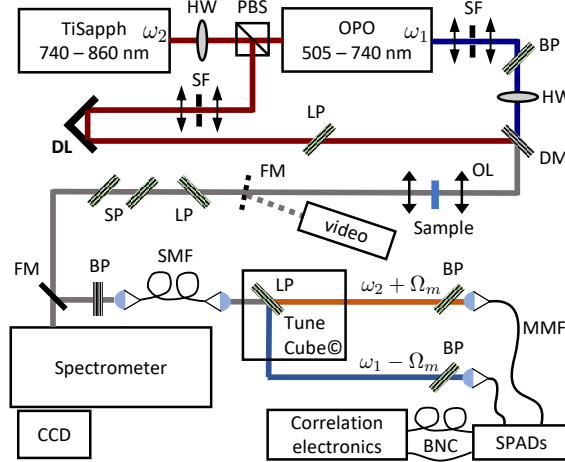 HW
PBS
SF
TiSapph
740 – 860 nm
ω₂
OPO
505 – 740 nm
ω₁
BP
SF
HW
LP
DL
DM
FM
OL
SP
LP
video
Sample
FM
BP
SMF
LP
BP
ω₂ + Ωₘ
Tune
Cube©
MMF
Spectrometer
ω₁ − Ωₘ
BP
CCD
Correlation
electronics
BNC
SPADs